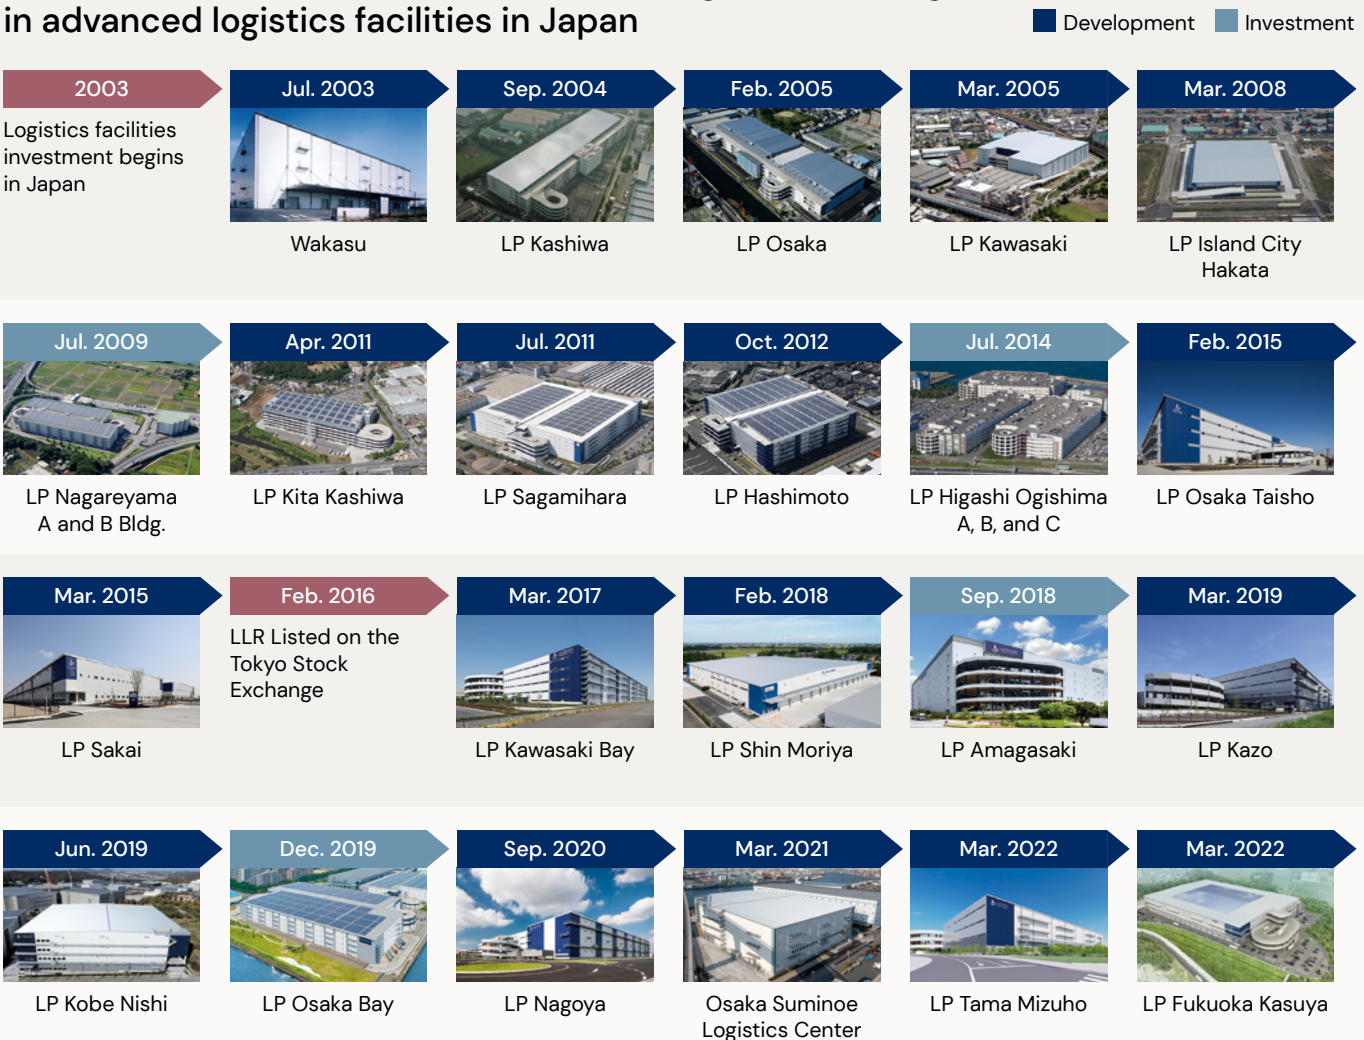 in advanced logistics facilities in Japan
Development
Investment
2003
Logistics facilities
investment begins
in Japan
Jul. 2003
Wakasu
Sep. 2004
LP Kashiwa
Feb. 2005
LP Osaka
Mar. 2005
LP Kawasaki
Mar. 2008
LP Island City
Hakata
Jul. 2009
LP Nagareyama
A and B Bldg.
Apr. 2011
LP Kita Kashiwa
Jul. 2011
LP Sagamihara
Oct. 2012
LP Hashimoto
Jul. 2014
LP Higashi Ogishima
A, B, and C
Feb. 2015
LP Osaka Taisho
Mar. 2015
LP Sakai
Feb. 2016
LLR Listed on the
Tokyo Stock
Exchange
Mar. 2017
LP Kawasaki Bay
Feb. 2018
LP Shin Moriya
Sep. 2018
LP Amagasaki
Mar. 2019
LP Kazo
Jun. 2019
LP Kobe Nishi
Dec. 2019
LP Osaka Bay
Sep. 2020
LP Nagoya
Mar. 2021
Osaka Suminoe
Logistics Center
Mar. 2022
LP Tama Mizuho
Mar. 2022
LP Fukuoka Kasuya